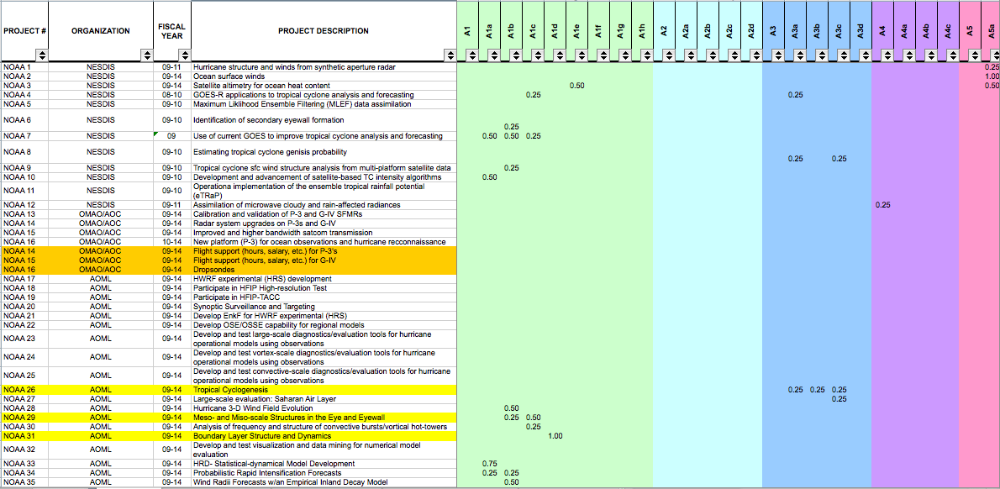 PROJECT # ORGANIZATION FISCAL YEAR PROJECT DESCRIPTION A1 A1a A1b A1c A1d A1e A1f A1g A1h A2 A2a A2b A2c A2d A3 A3a A3b A3c A3d A4 A4a A4b A4c A5 A5a
NOAA 1 NESDIS 09-11 Hurricane structure and winds from synthetic aperture radar 0.25
NOAA 2 NESDIS 09-14 Ocean surface winds 1.00
NOAA 3 NESDIS 09-14 Satellite altimetry for ocean heat content 0.50 0.50
NOAA 4 NESDIS 08-10 GOES-R applications to tropical cyclone analysis and forecasting 0.25 0.25
NOAA 5 NESDIS 09-10 Maximum Liklihood Ensemble Filtering (MLEF) data assimilation
NOAA 6 NESDIS 09-10 Identification of secondary eyewall formation 0.25
NOAA 7 NESDIS 09 Use of current GOES to improve tropical cyclone analysis and forecasting 0.50 0.50 0.25
NOAA 8 NESDIS 09-10 Estimating tropical cyclone genisis probability 0.25 0.25
NOAA 9 NESDIS 09-10 Tropical cyclone sfc wind structure analysis from multi-platform satellite data 0.25
NOAA 10 NESDIS 09-10 Development and advancement of satellite-based TC intensity algorithms 0.50
NOAA 11 NESDIS 09-10 Operationa implementation of the ensemble tropical rainfall potential
(eTRaP)
NOAA 12 NESDIS 09-11 Assimilation of microwave cloudy and rain-affected radiances 0.25
NOAA 13 OMAO/AOC 09-14 Calibration and validation of P-3 and G-IV SFMRs
NOAA 14 OMAO/AOC 09-14 Radar system upgrades on P-3s and G-IV
NOAA 15 OMAO/AOC 09-14 Improved and higher bandwidth satcom transmission
NOAA 16 OMAO/AOC 10-14 New platform (P-3) for ocean observations and hurricane recconnaissance
NOAA 14 OMAO/AOC 09-14 Flight support (hours, salary, etc.) for P-3's
NOAA 15 OMAO/AOC 09-14 Flight support (hours, salary, etc.) for G-IV
NOAA 16 OMAO/AOC 09-14 Dropsondes
NOAA 17 AOML 09-14 HWRF experimental (HRS) development
NOAA 18 AOML 09-14 Participate in HFIP High-resolution Test
NOAA 19 AOML 09-14 Participate in HFIP-TACC
NOAA 20 AOML 09-14 Synoptic Surveillance and Targeting
NOAA 21 AOML 09-14 Develop EnkF for HWRF experimental (HRS)
NOAA 22 AOML 09-14 Develop OSE/OSSE capability for regional models
NOAA 23 AOML 09-14 Develop and test large-scale diagnostics/evaluation tools for hurricane
operational models using observations
NOAA 24 AOML 09-14 Develop and test vortex-scale diagnostics/evaluation tools for hurricane
operational models using observations
NOAA 25 AOML 09-14 Develop and test convective-scale diagnostics/evaluation tools for hurricane
operational models using observations
NOAA 26 AOML 09-14 Tropical Cyclogenesis 0.25 0.25 0.25
NOAA 27 AOML 09-14 Large-scale evaluation: Saharan Air Layer 0.25
NOAA 28 AOML 09-14 Hurricane 3-D Wind Field Evolution 0.50
NOAA 29 AOML 09-14 Meso- and Miso-scale Structures in the Eye and Eyewall 0.25 0.50
NOAA 30 AOML 09-14 Analysis of frequency and structure of convective bursts/vortical hot-towers 0.25
NOAA 31 AOML 09-14 Boundary Layer Structure and Dynamics 1.00
NOAA 32 AOML 09-14 Develop and test visualization and data mining for numerical model
evaluation
NOAA 33 AOML 09-14 HRD- Statistical-dynamical Model Development 0.75
NOAA 34 AOML 09-14 Probabilistic Rapid Intensification Forecasts 0.25 0.25
NOAA 35 AOML 09-14 Wind Radii Forecasts w/an Empirical Inland Decay Model 0.50